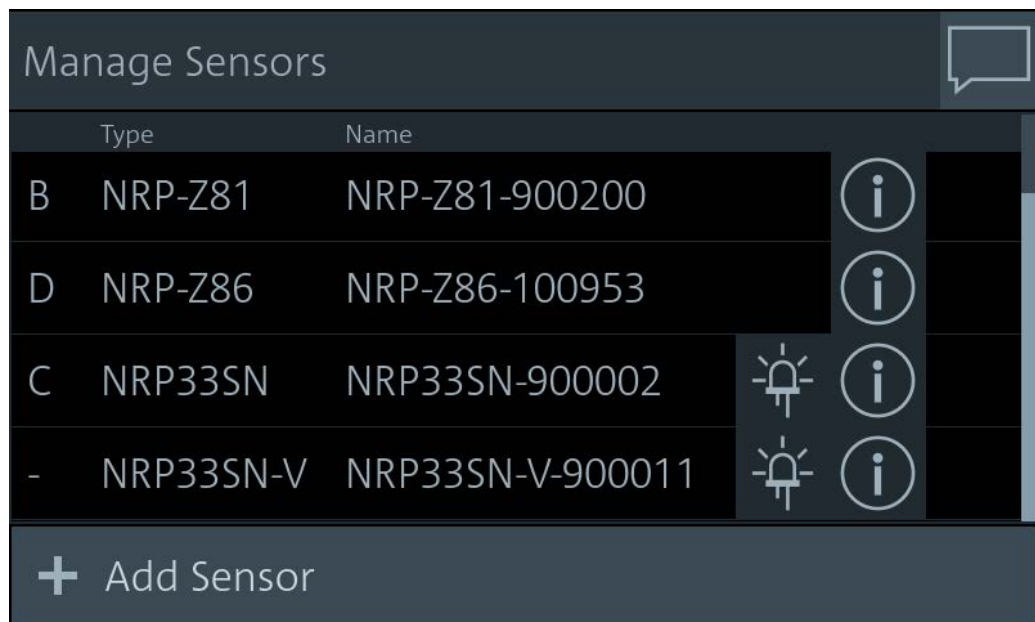 Manage Sensors
Type Name
B NRP-Z81 NRP-Z81-900200
D NRP-Z86 NRP-Z86-100953
C NRP33SN NRP33SN-900002
- NRP33SN-V NRP33SN-V-900011
+ Add Sensor